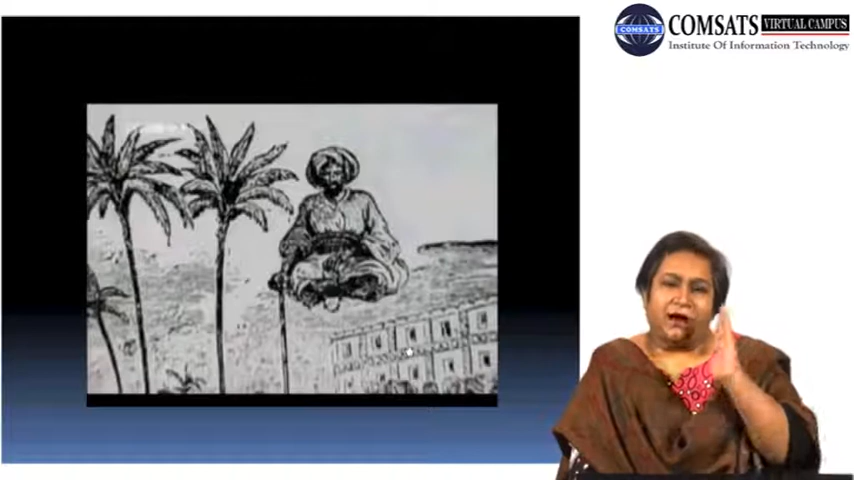 COMSATS VIRTUAL CAMPUS
Institute Of Information Technology
COMSATS